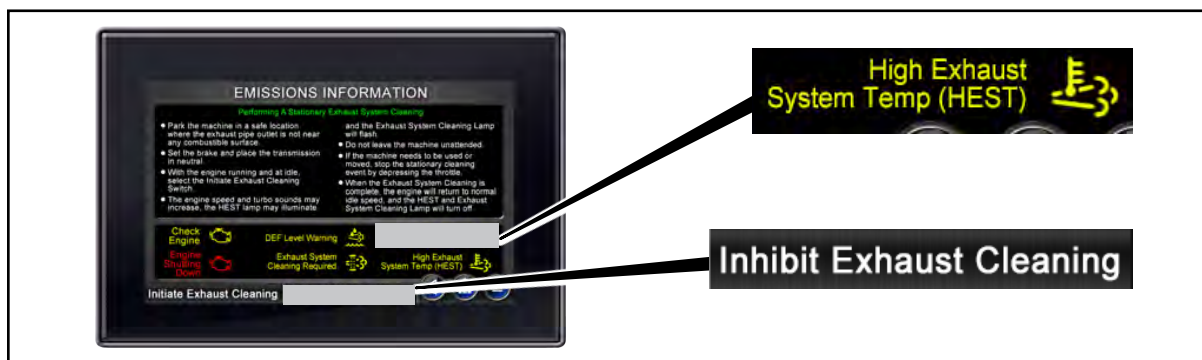 EMISSIONS INFORMATION
Performing A Stationary Exhaust System Cleaning
● Park the machine in a safe location
where the exhaust pipe outlet is not near
any combustible surface.
● Set the brake and place the transmission
in neutral.
● With the engine running and at idle,
select the Initiate Exhaust Cleaning
Switch.
● The engine speed and turbo sounds may
increase, the HEST lamp may illuminate
and the Exhaust System Cleaning Lamp
will flash.
● Do not leave the machine unattended.
● If the machine needs to be used or
moved, stop the stationary cleaning
event by depressing the throttle.
● When the Exhaust System Cleaning is
complete, the engine will return to normal
idle speed, and the HEST and Exhaust
System Cleaning Lamp will turn off.
Check
Engine
DEF Level Warning
Engine
Shutting
Down
Exhaust System
Cleaning Required
High Exhaust
System Temp (HEST)
Initiate Exhaust Cleaning
High Exhaust
System Temp (HEST)
Inhibit Exhaust Cleaning